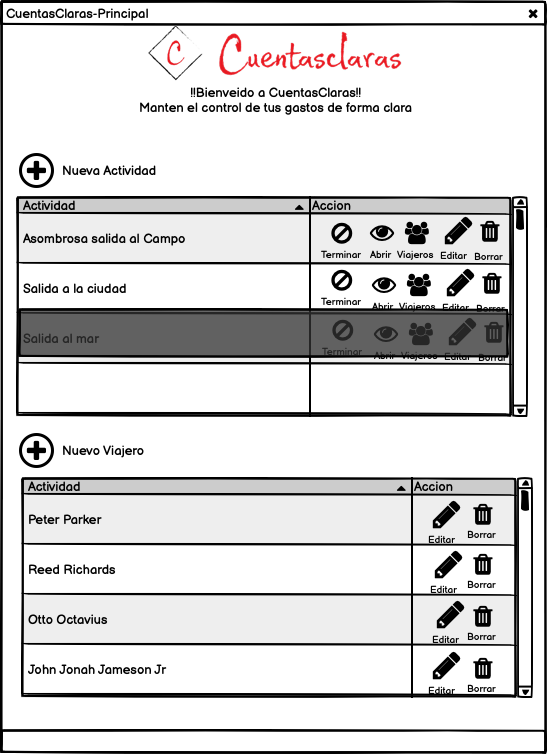 CuentasClaras-Principal
C Cuentasclaras
!!Bienveido a CuentasClaras!!
Manten el control de tus gastos de forma clara
Nueva Actividad
Actividad Accion
Asombrosa salida al Campo
Terminar Abrir Viajeros Editar Borrar
Salida a la ciudad
Terminar Abrir Viajeros Editar Borrar
Salida al mar
Terminar Abrir Viajeros Editar Borrar
Nuevo Viajero
Actividad Accion
Peter Parker
Editar Borrar
Reed Richards
Editar Borrar
Otto Octavius
Editar Borrar
John Jonah Jameson Jr
Editar Borrar